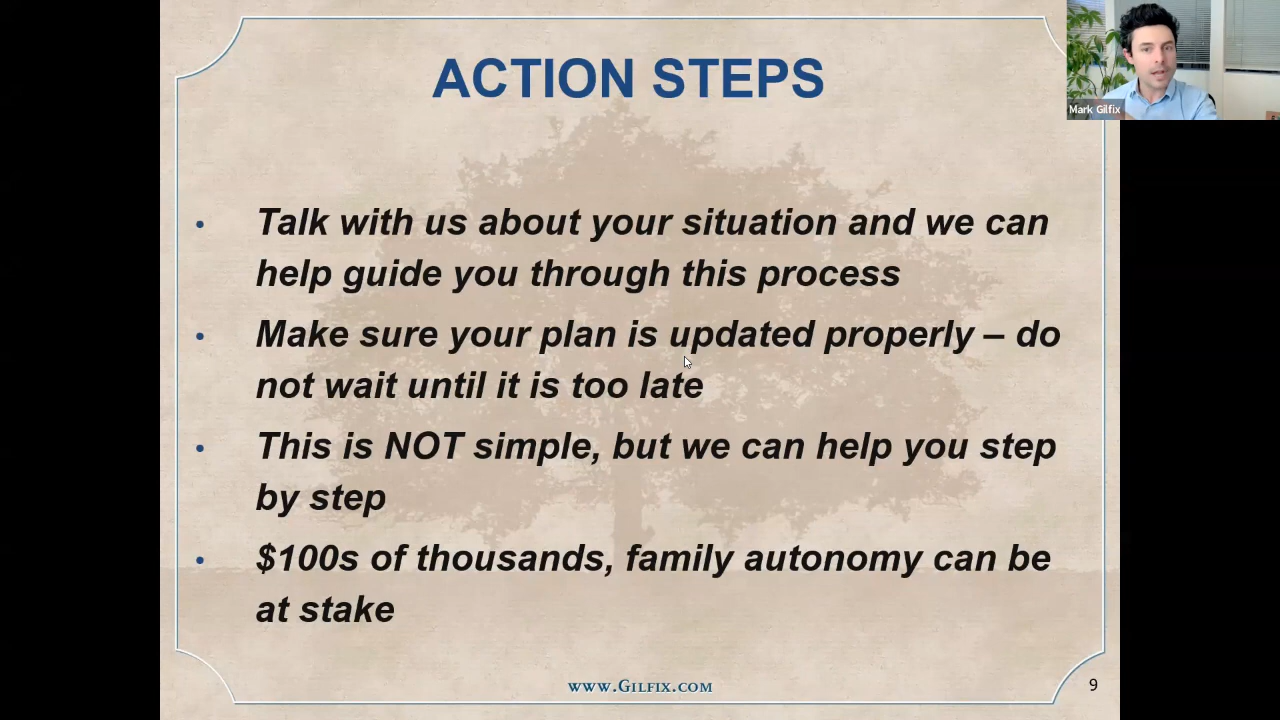 ACTION STEPS
Mark Gilfix
• Talk with us about your situation and we can
help guide you through this process
• Make sure your plan is updated properly – do
not wait until it is too late
• This is NOT simple, but we can help you step
by step
• $100s of thousands, family autonomy can be
at stake
www.Gilfix.com
9